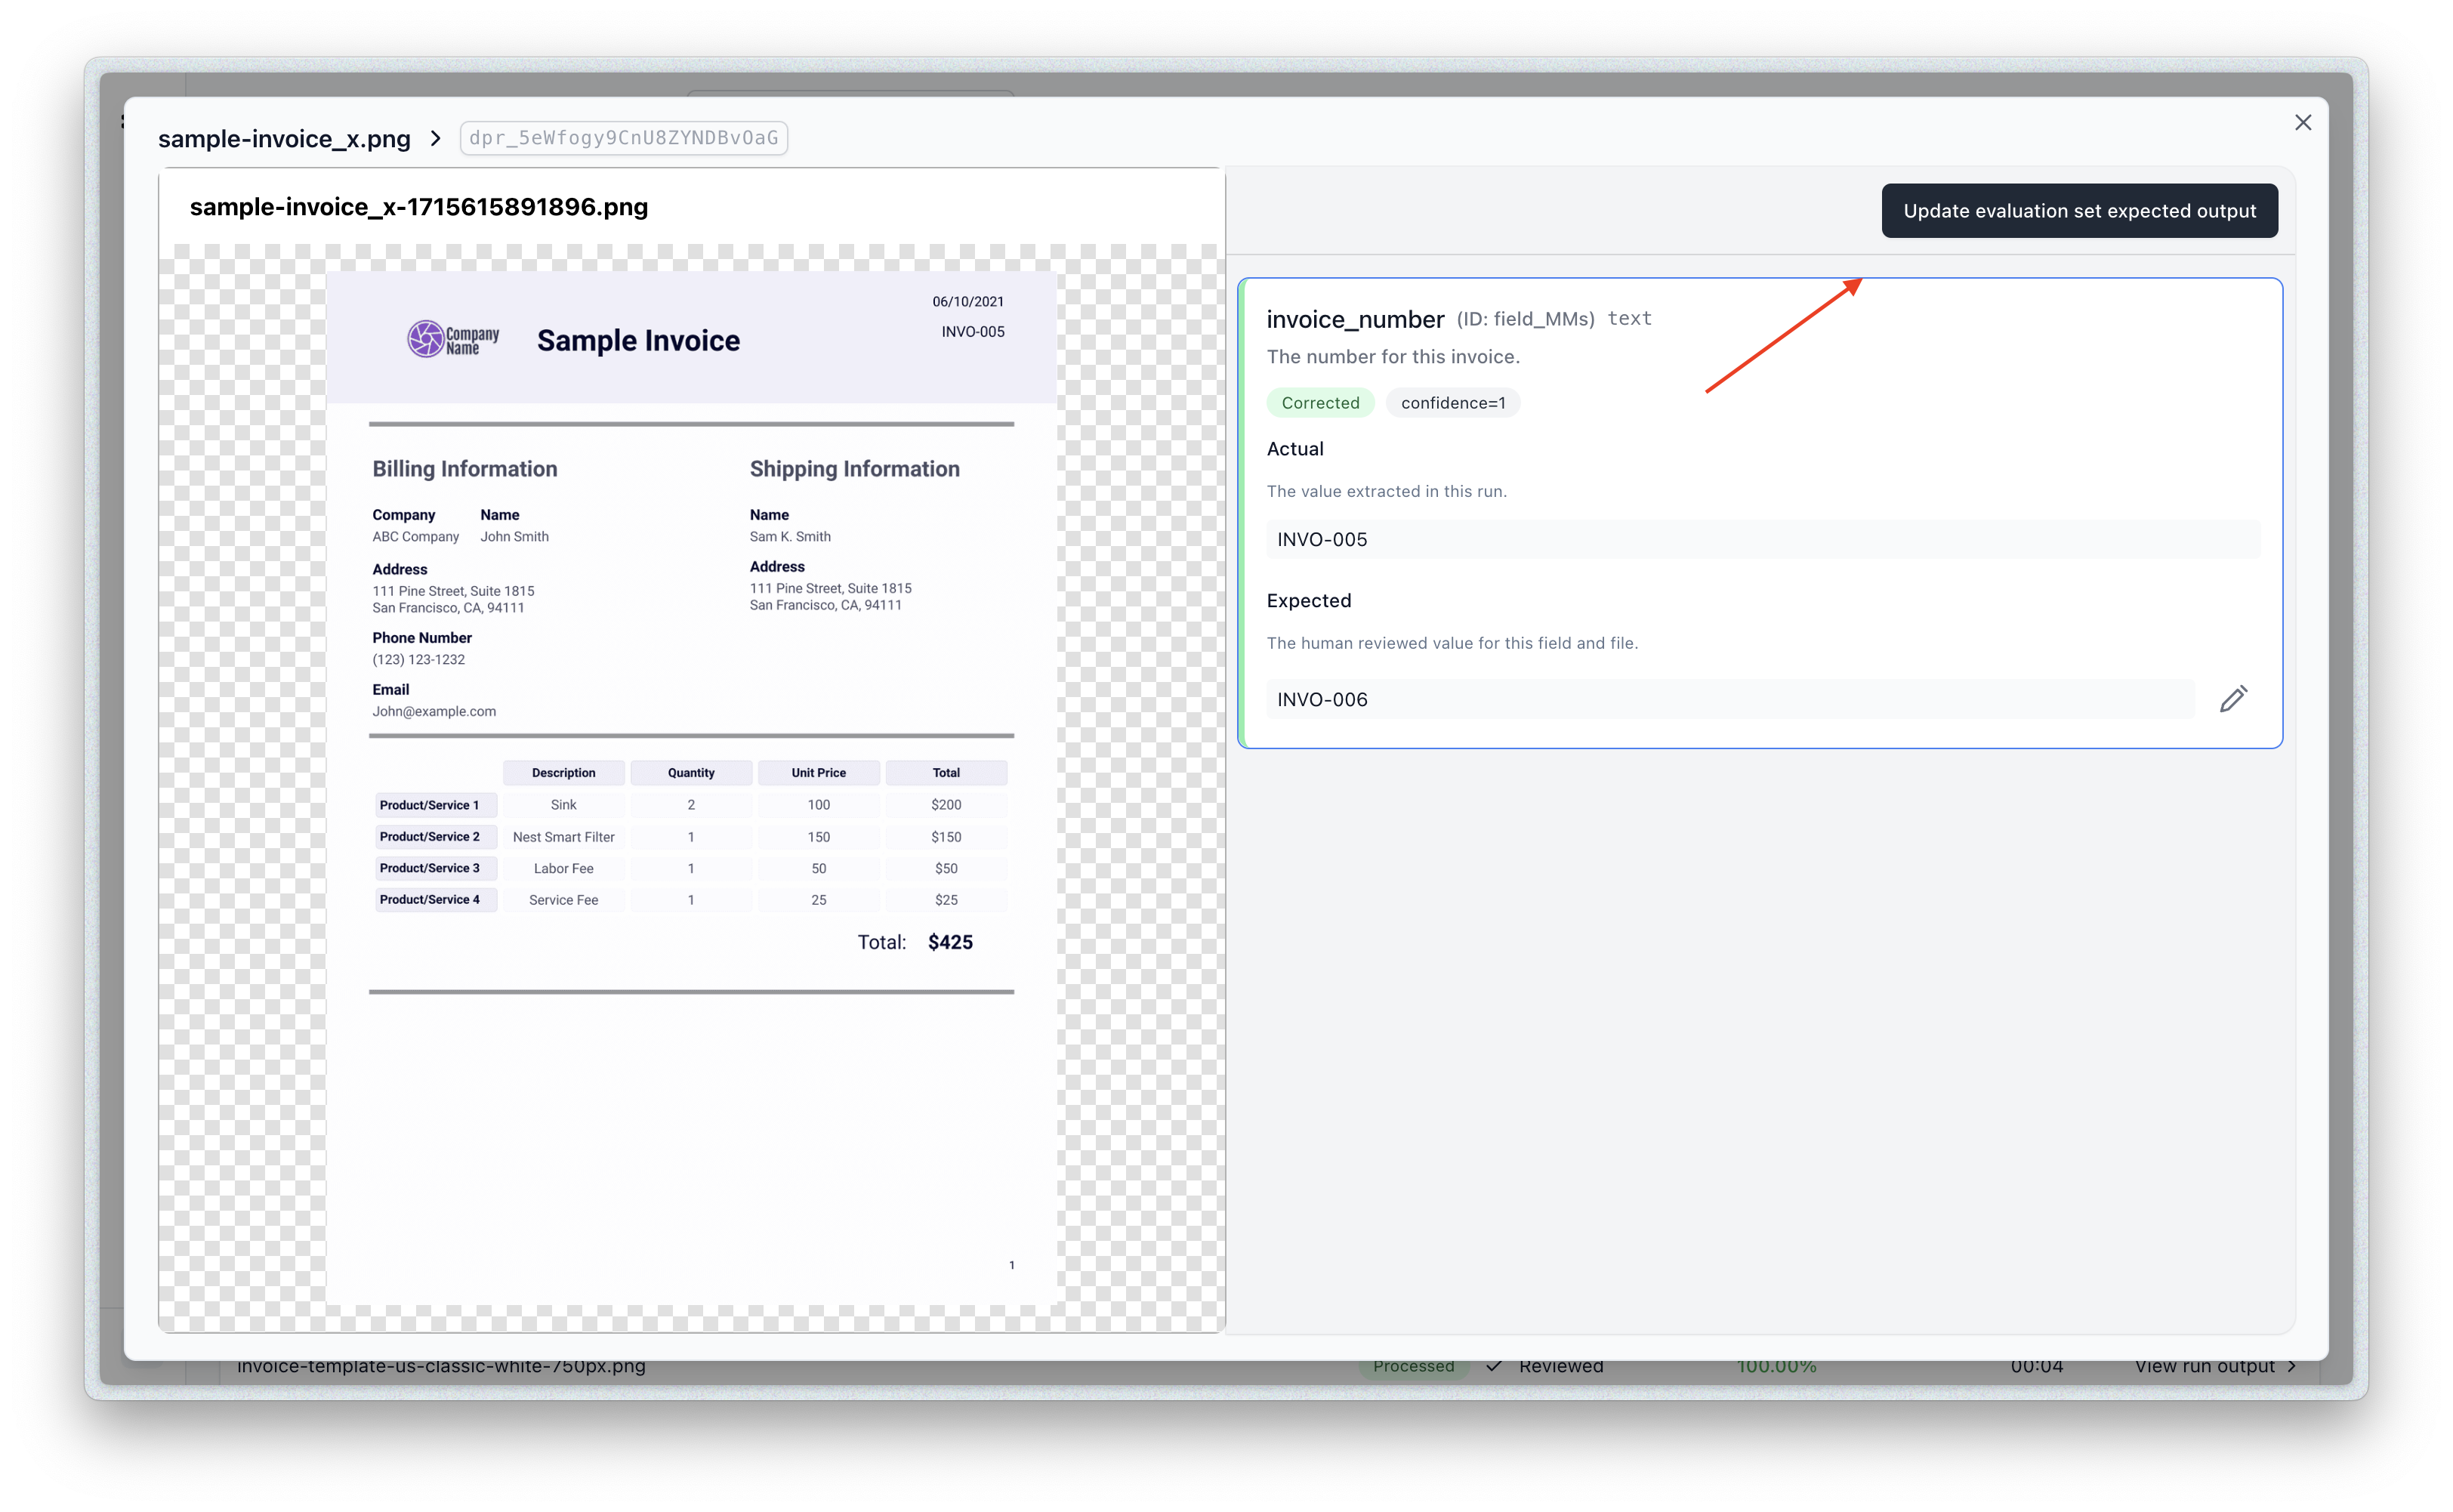 sample-invoice_x.png > dpr_5eWfogy9CnU8ZYNDBvOaG
sample-invoice_x-1715615891896.png
Update evaluation set expected output
Company Name
Sample Invoice
06/10/2021
INVO-005
Billing Information
Shipping Information
Company Name
ABC Company John Smith
Address
111 Pine Street, Suite 1815
San Francisco, CA, 94111
Phone Number
(123) 123-1232
Email
John@example.com
Name
Sam K. Smith
Address
111 Pine Street, Suite 1815
San Francisco, CA, 94111
Description Quantity Unit Price Total
Product/Service 1 Sink 2 100 $200
Product/Service 2 Nest Smart Filter 1 150 $150
Product/Service 3 Labor Fee 1 50 $50
Product/Service 4 Service Fee 1 25 $25
Total: $425
1
invoice_number (ID: field_MMs) text
The number for this invoice.
Corrected confidence=1
Actual
The value extracted in this run.
INVO-005
Expected
The human reviewed value for this field and file.
INVO-006
invoice-template-us-classic-white-750px.png Processed Reviewed 100.00% 00:04 View run output >